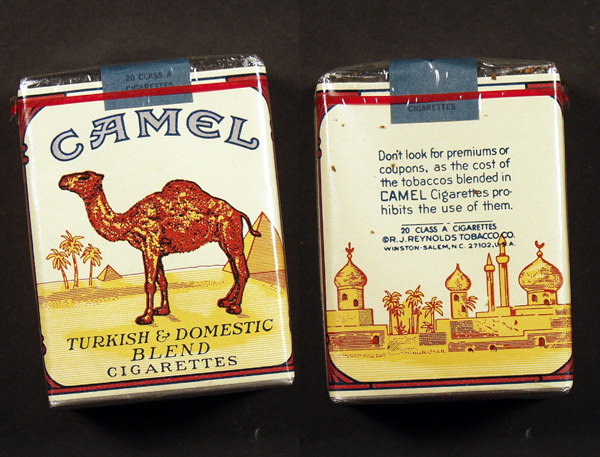 20 CLASS A
CIGARETTES
CAMEL
TURKISH & DOMESTIC
BLEND
CIGARETTES
CIGARETTES
Don't look for premiums or
coupons, as the cost of
the tobaccos blended in
CAMEL Cigarettes pro-
hibits the use of them.
20 CLASS A CIGARETTES
©R.J. REYNOLDS TOBACCO CO.
WINSTON-SALEM, N.C. 27102, U.S.A.